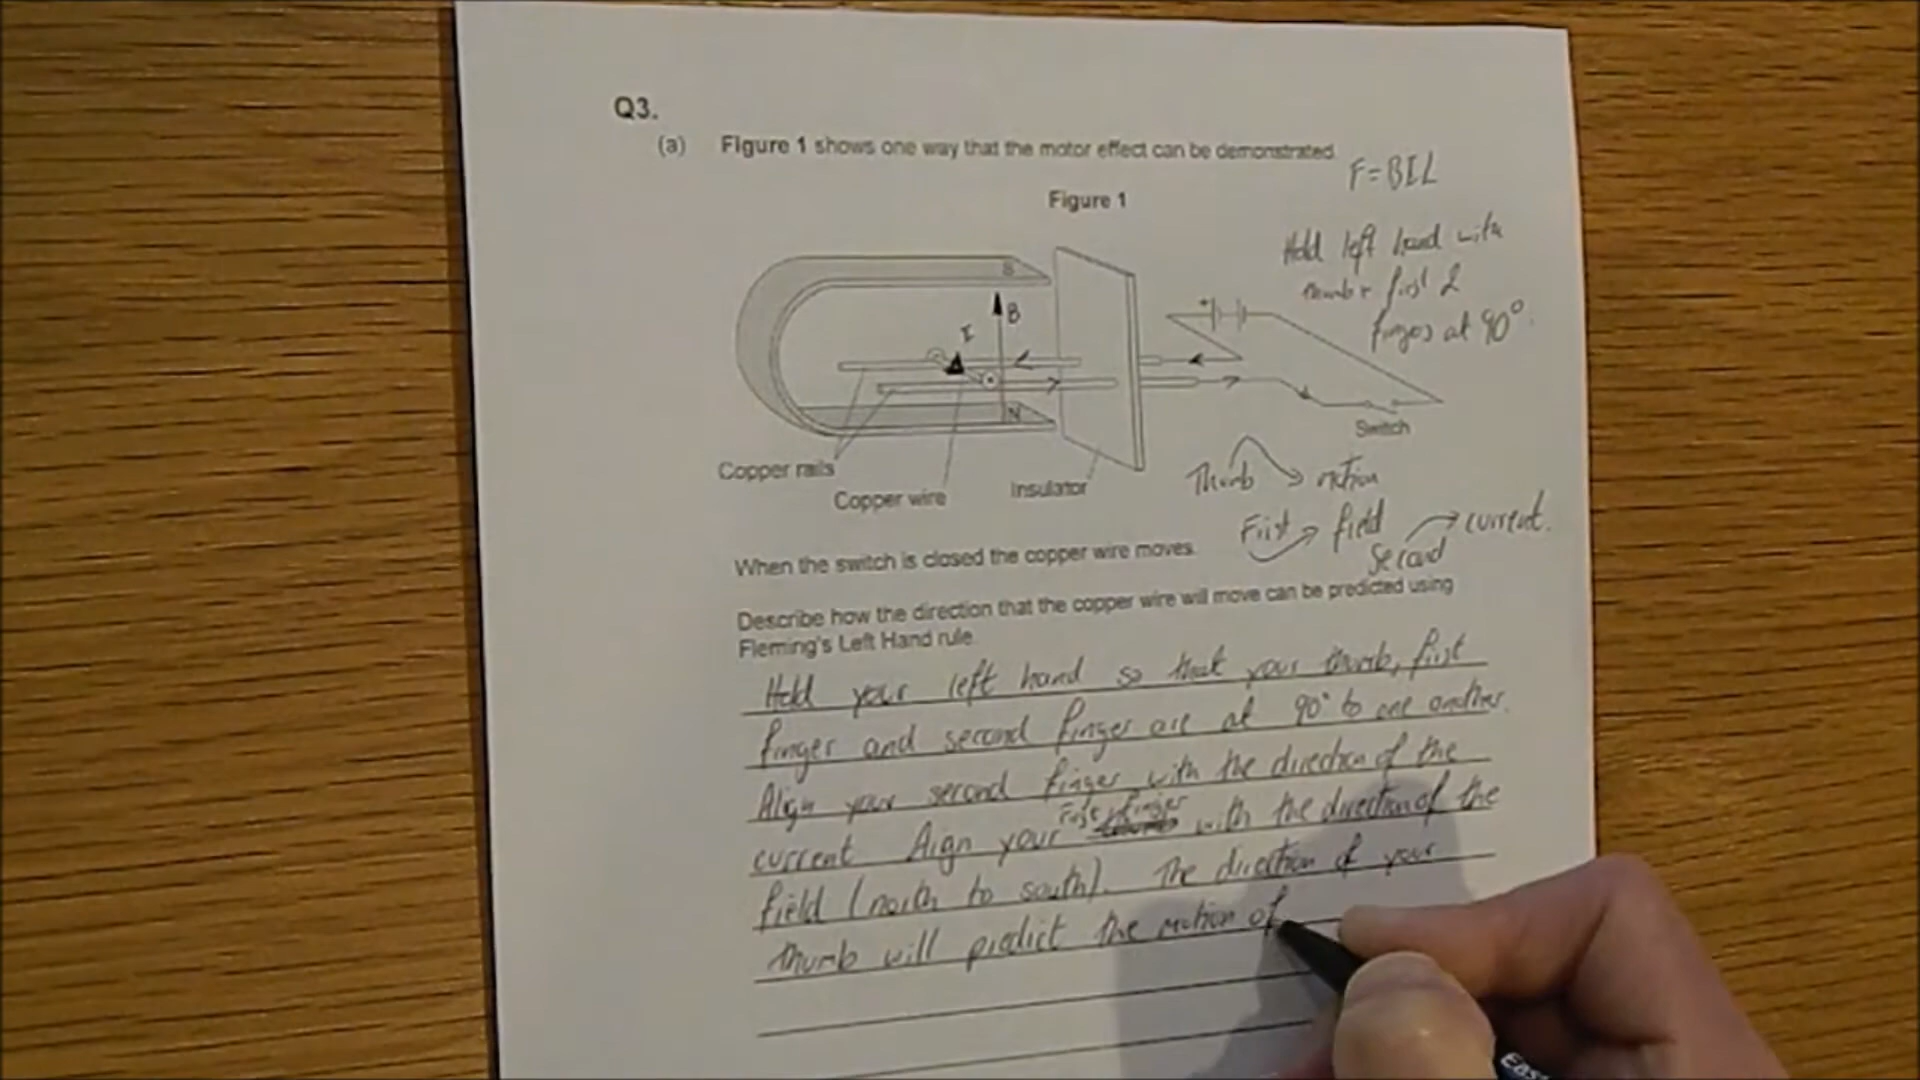 Q3.
(a) Figure 1 shows one way that the motor effect can be demonstrated.
F=BIL
Figure 1
Hold left hand with
thumb + first 2
fingers at 90°.
S
B
I
+
N
Switch
Copper rails
Copper wire
Insulator
Thumb → motion
First → field
Second → current.
When the switch is closed the copper wire moves.
Describe how the direction that the copper wire will move can be predicted using
Fleming's Left Hand rule.
Hold your left hand so that your thumb, first
finger and second finger are at 90° to one another.
Align your second finger with the direction of the
first finger
current. Align your with the direction of the
field (north to south). The direction of your
thumb will predict the motion of
Eas